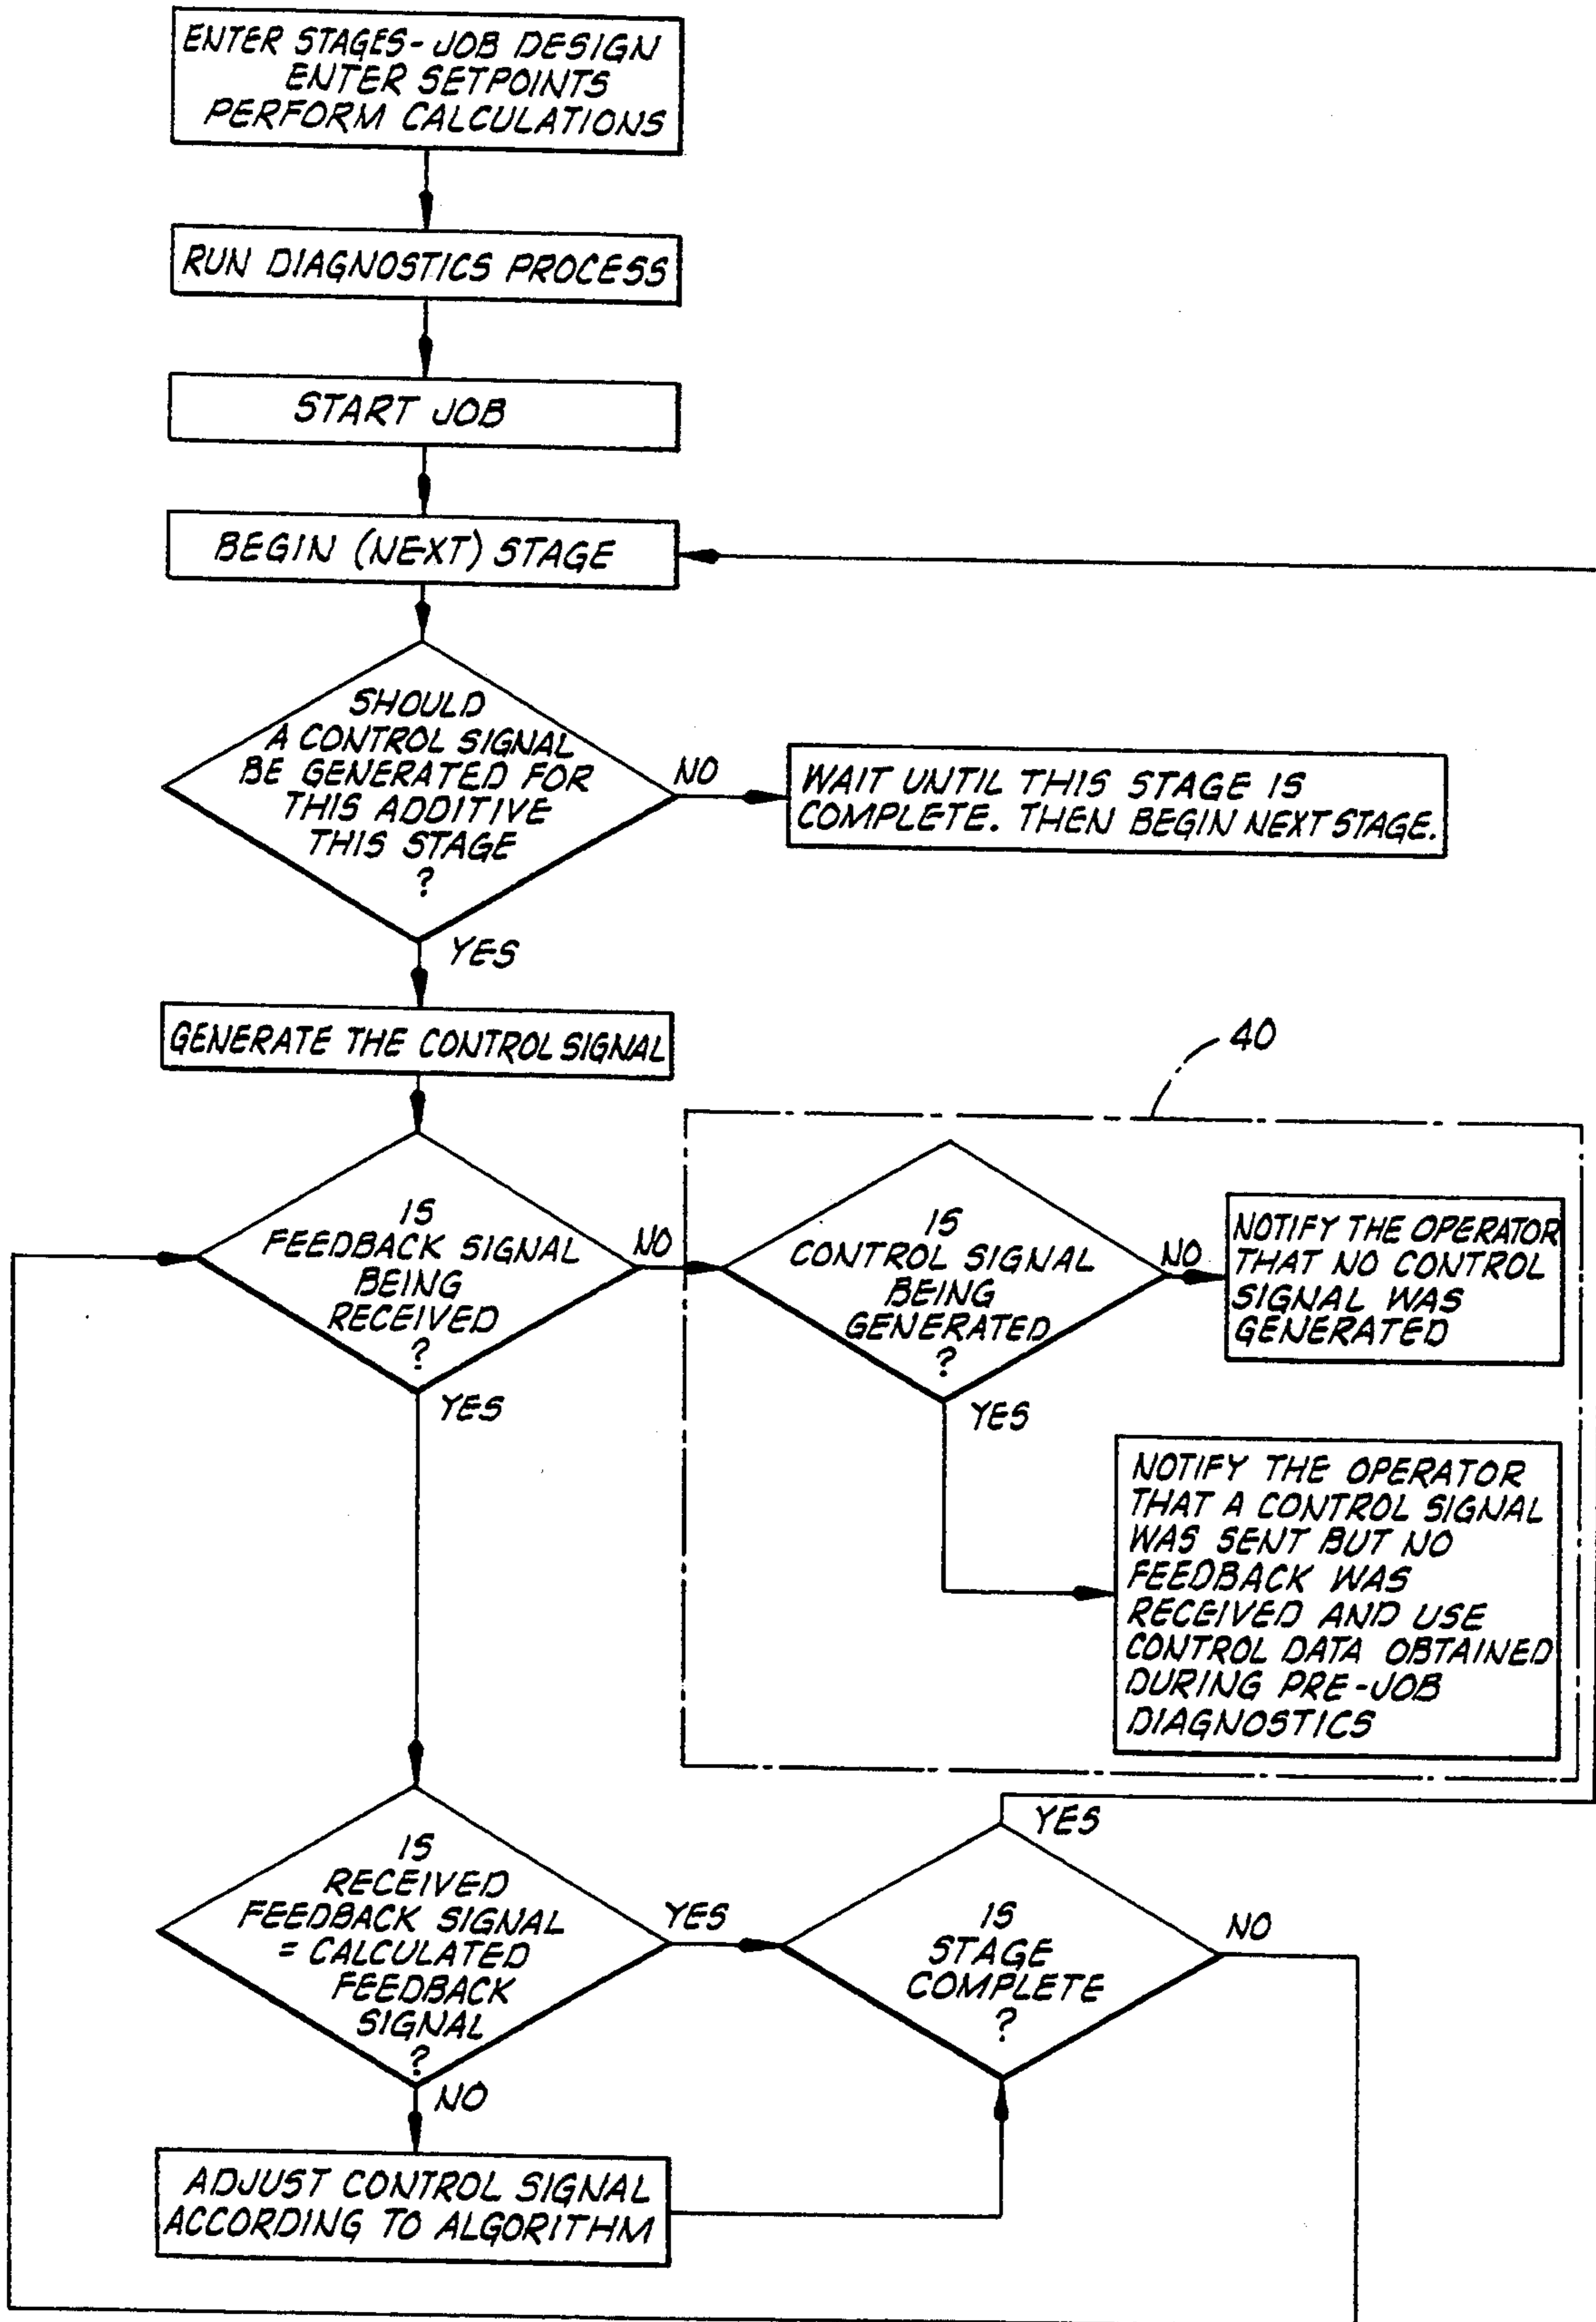 ENTER STAGES-JOB DESIGN
ENTER SETPOINTS
PERFORM CALCULATIONS
RUN DIAGNOSTICS PROCESS
START JOB
BEGIN (NEXT) STAGE
SHOULD
A CONTROL SIGNAL
BE GENERATED FOR
THIS ADDITIVE
THIS STAGE
?
NO
WAIT UNTIL THIS STAGE IS
COMPLETE. THEN BEGIN NEXT STAGE.
YES
GENERATE THE CONTROL SIGNAL
40
IS
FEEDBACK SIGNAL
BEING
RECEIVED
?
NO
IS
CONTROL SIGNAL
BEING
GENERATED
?
NO
NOTIFY THE OPERATOR
THAT NO CONTROL
SIGNAL WAS
GENERATED
YES
YES
NOTIFY THE OPERATOR
THAT A CONTROL SIGNAL
WAS SENT BUT NO
FEEDBACK WAS
RECEIVED AND USE
CONTROL DATA OBTAINED
DURING PRE-JOB
DIAGNOSTICS
IS
RECEIVED
FEEDBACK SIGNAL
= CALCULATED
FEEDBACK
SIGNAL
?
YES
IS
STAGE
COMPLETE
?
YES
NO
NO
ADJUST CONTROL SIGNAL
ACCORDING TO ALGORITHM